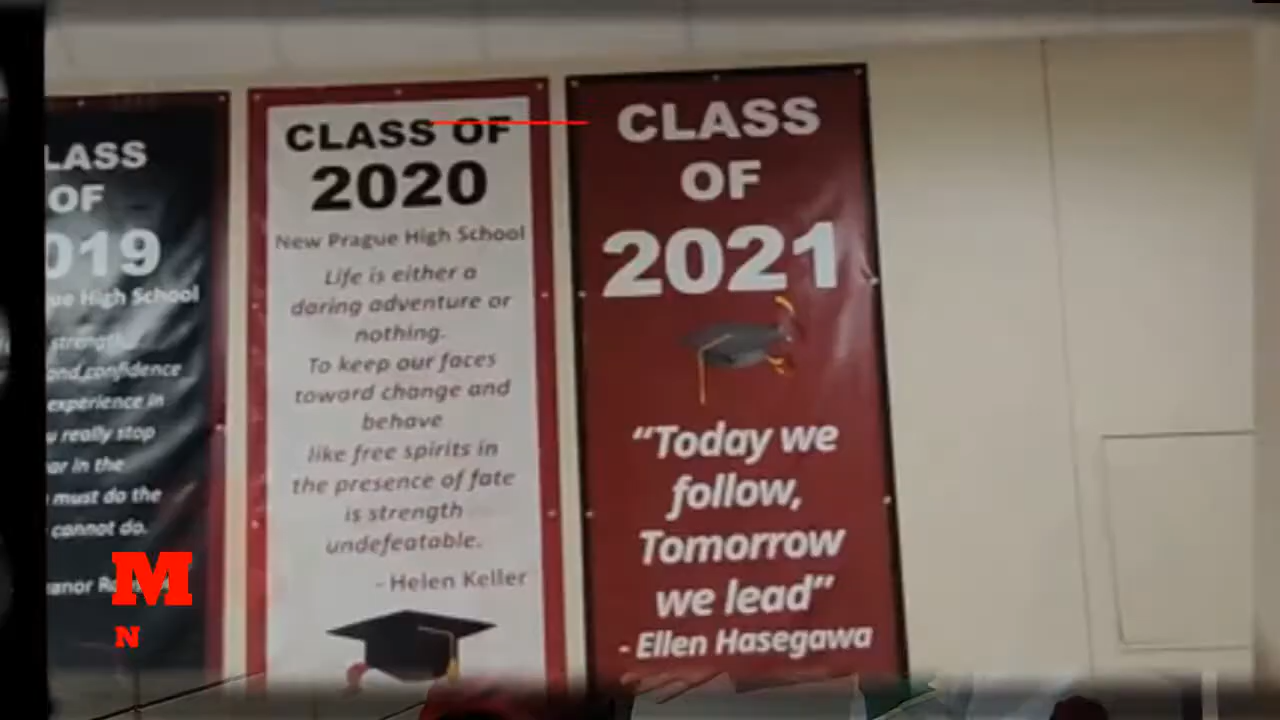 LASS
OF
019
ue High School
strength
and confidence
experience in
u really stop
ar in the
must do the
cannot do.
anor
CLASS OF
2020
New Prague High School
Life is either a
daring adventure or
nothing.
To keep our faces
toward change and
behave
like free spirits in
the presence of fate
is strength
undefeatable.
- Helen Keller
CLASS
OF
2021
“Today we
follow,
Tomorrow
we lead”
- Ellen Hasegawa
M
N